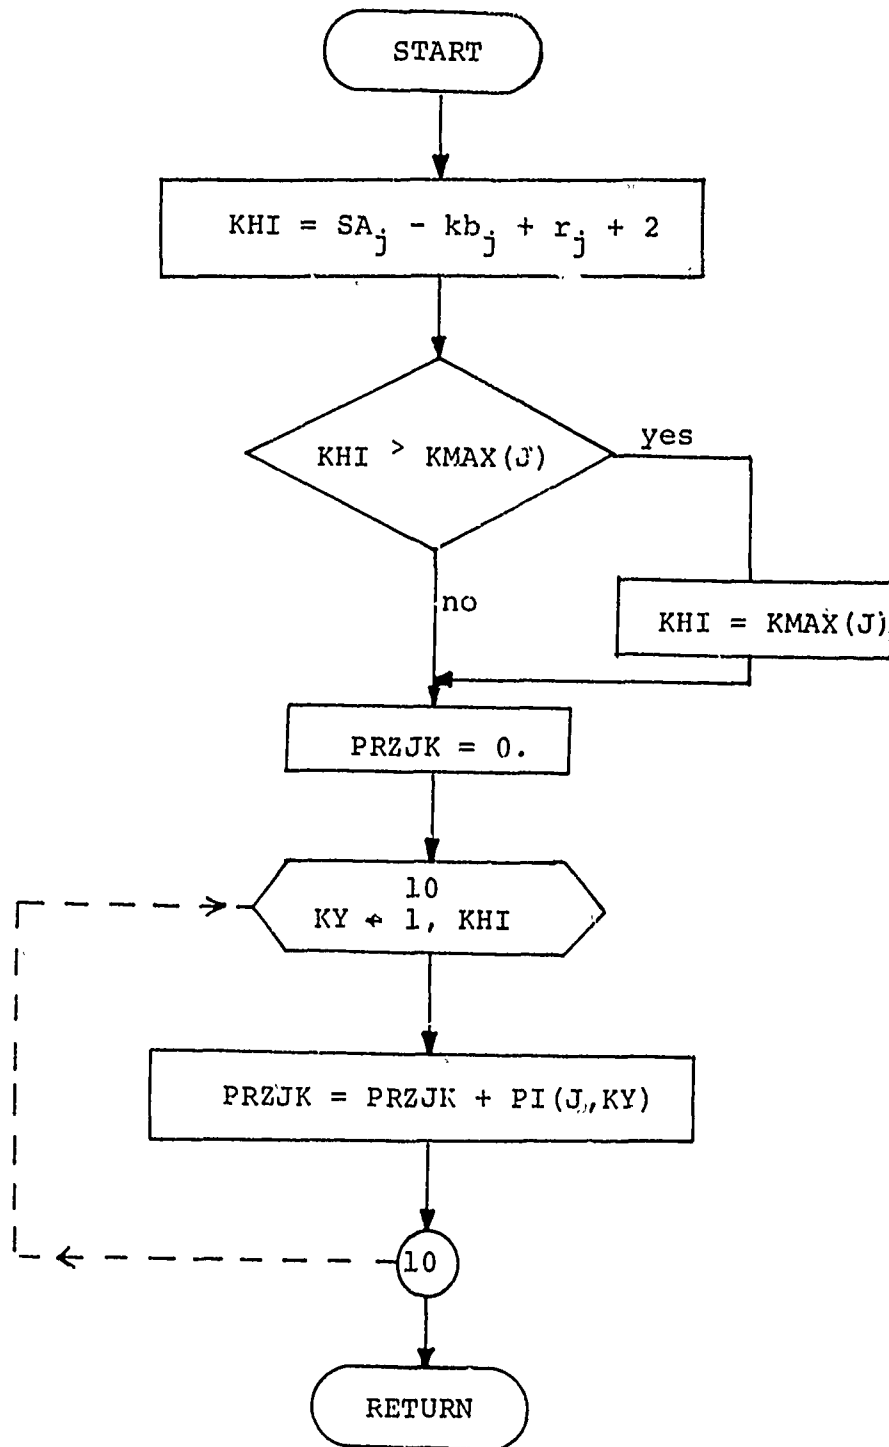 START
KHI = SA_j - kb_j + r_j + 2
KHI > KMAX(J)
yes
no
KHI = KMAX(J)
PRZJK = 0.
10
KY ← 1, KHI
PRZJK = PRZJK + PI(J,KY)
10
RETURN